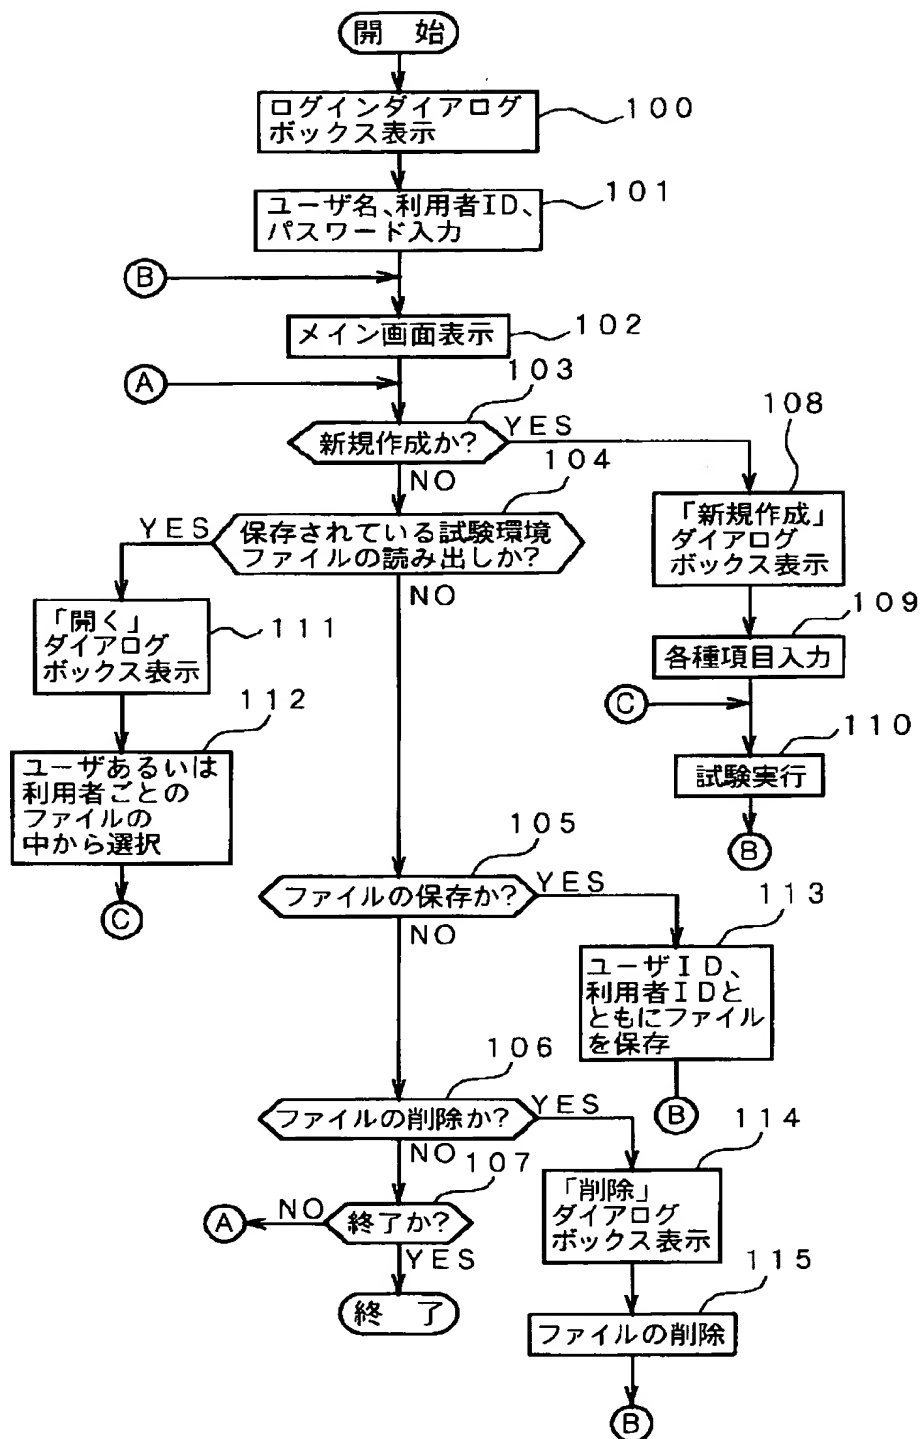 開 始
ログインダイアログ
ボックス表示
100
ユーザ名、利用者ID、
パスワード入力
101
B
メイン画面表示
102
A
103
新規作成か?
YES
NO
108
「新規作成」
ダイアログ
ボックス表示
104
保存されている試験環境
ファイルの読み出しか?
YES
NO
109
各種項目入力
111
「開く」
ダイアログ
ボックス表示
C
110
試験実行
B
112
ユーザあるいは
利用者ごとの
ファイルの
中から選択
C
105
ファイルの保存か?
YES
NO
113
ユーザID、
利用者IDと
ともにファイル
を保存
B
106
ファイルの削除か?
YES
NO
114
「削除」
ダイアログ
ボックス表示
107
終了か?
NO
A
YES
終 了
115
ファイルの削除
B